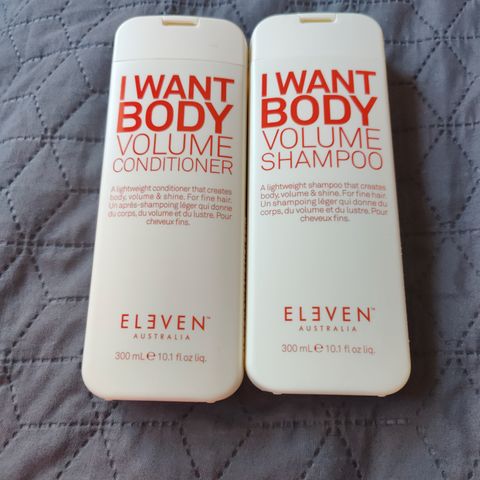 I WANT
BODY
VOLUME
CONDITIONER
A lightweight conditioner that creates
body, volume & shine. For fine hair.
Un après-shampoing léger qui donne
du corps, du volume et du lustre. Pour
cheveux fins.
ELEVEN™
AUSTRALIA
300 mL ℮ 10.1 fl oz liq.
I WANT
BODY
VOLUME
SHAMPOO
A lightweight shampoo that creates
body, volume & shine. For fine hair.
Un shampoing léger qui donne du
corps, du volume et du lustre. Pour
cheveux fins.
ELEVEN™
AUSTRALIA
300 mL ℮ 10.1 fl oz liq.